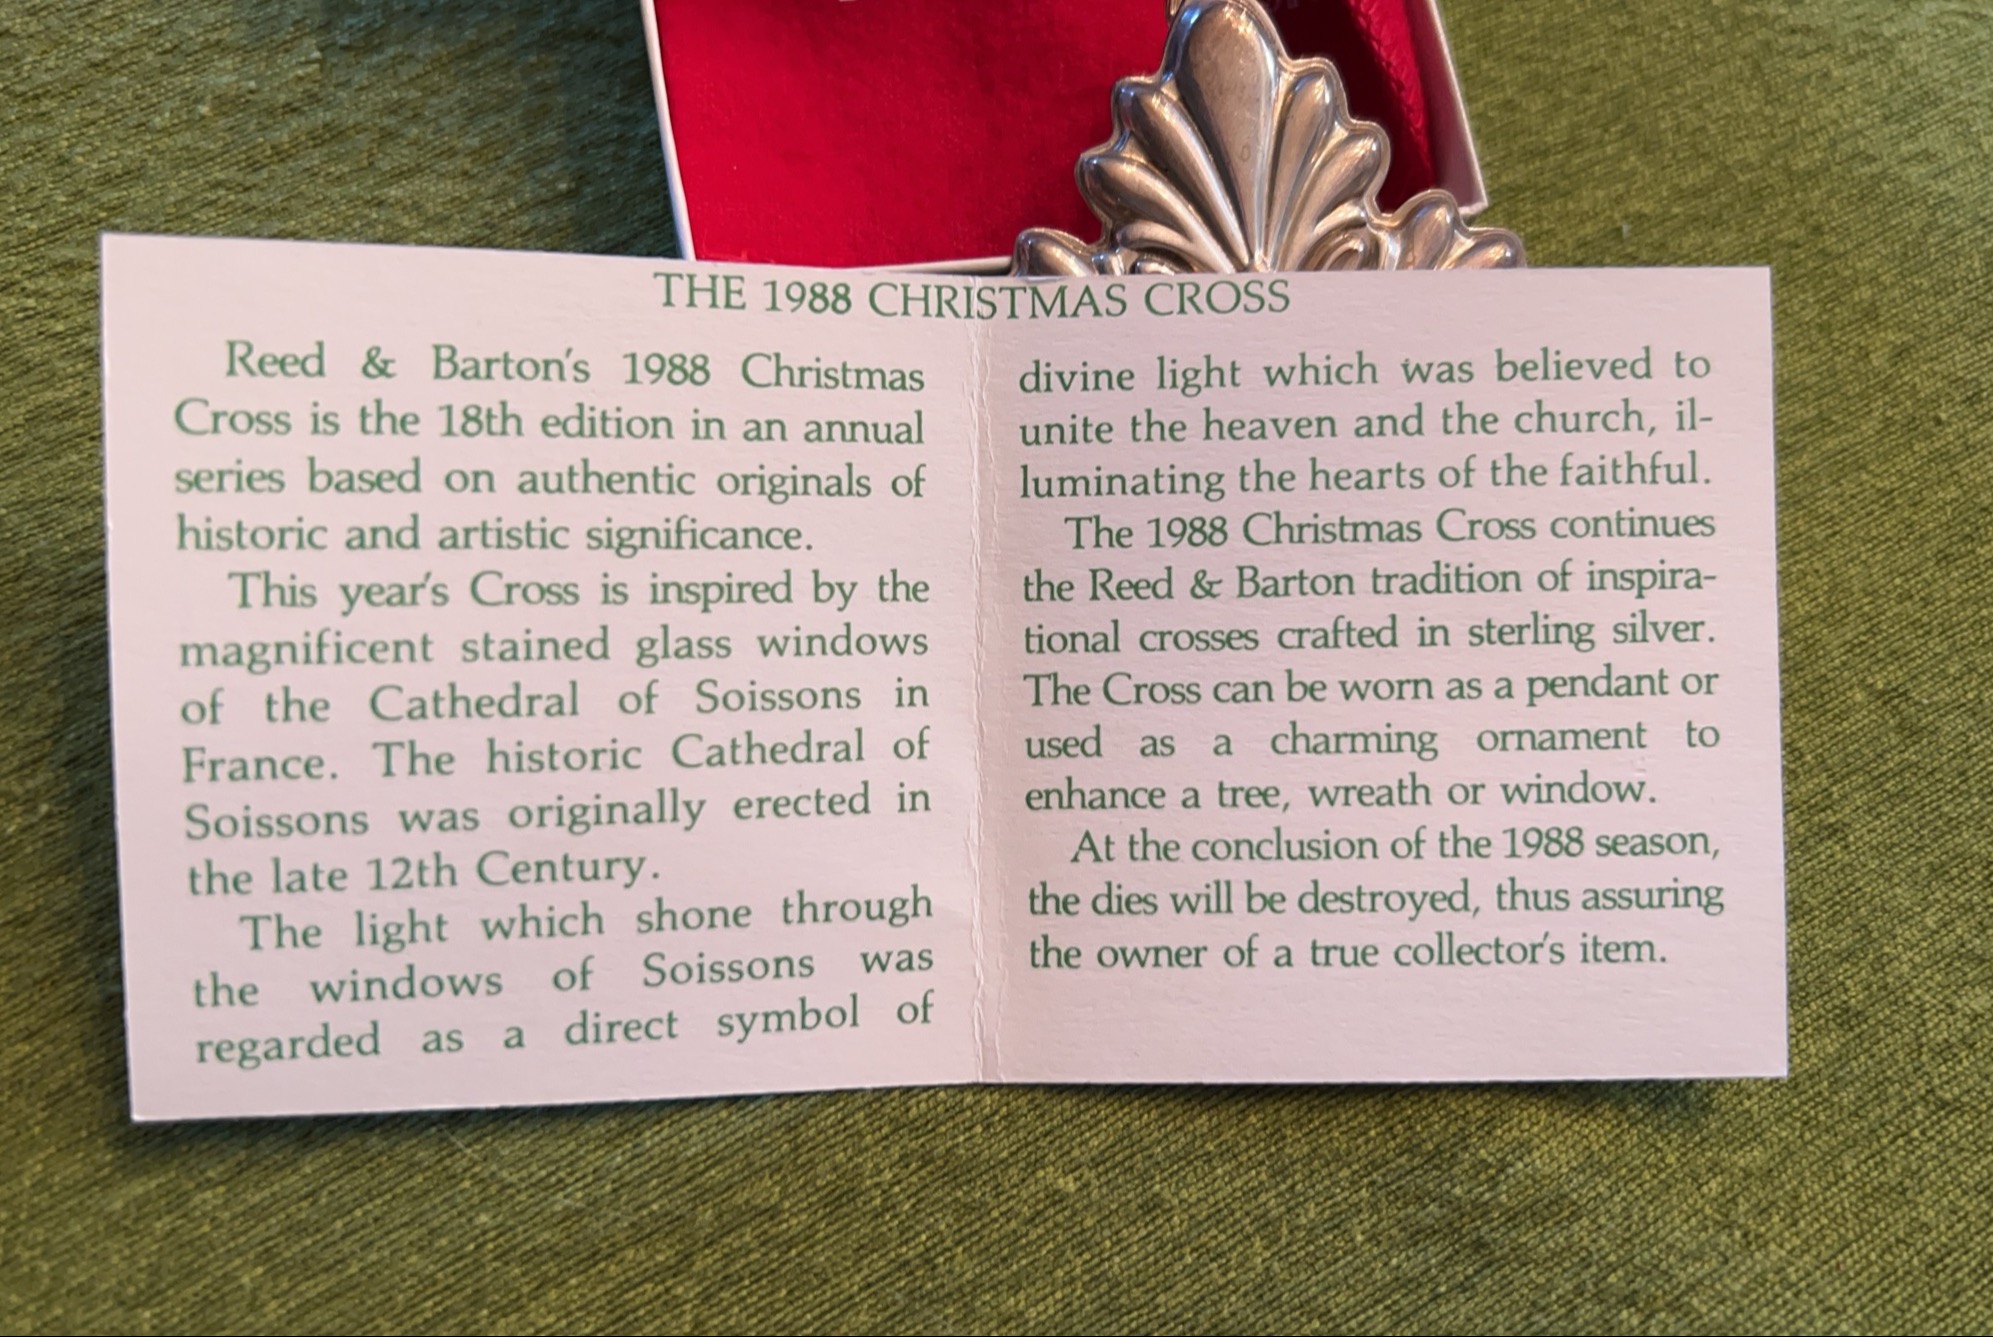 THE 1988 CHRISTMAS CROSS
Reed & Barton's 1988 Christmas
Cross is the 18th edition in an annual
series based on authentic originals of
historic and artistic significance.
This year's Cross is inspired by the
magnificent stained glass windows
of the Cathedral of Soissons in
France. The historic Cathedral of
Soissons was originally erected in
the late 12th Century.
The light which shone through
the windows of Soissons was
regarded as a direct symbol of
divine light which was believed to
unite the heaven and the church, il-
luminating the hearts of the faithful.
The 1988 Christmas Cross continues
the Reed & Barton tradition of inspira-
tional crosses crafted in sterling silver.
The Cross can be worn as a pendant or
used as a charming ornament to
enhance a tree, wreath or window.
At the conclusion of the 1988 season,
the dies will be destroyed, thus assuring
the owner of a true collector's item.